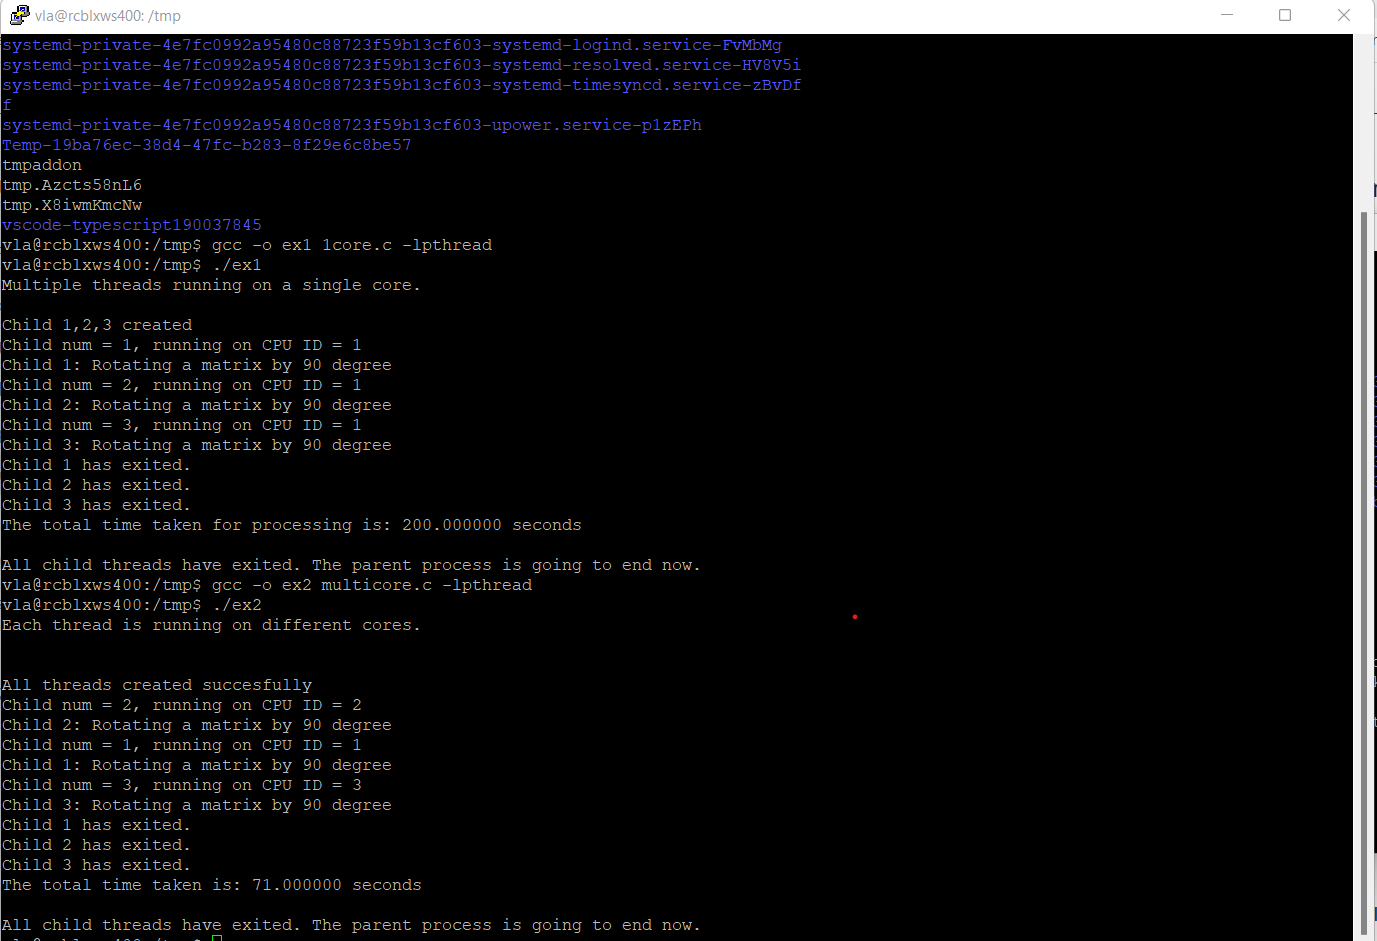 vla@rcblxws400: /tmp
systemd-private-4e7fc0992a95480c88723f59b13cf603-systemd-logind.service-FvMbMg
systemd-private-4e7fc0992a95480c88723f59b13cf603-systemd-resolved.service-HV8V5i
systemd-private-4e7fc0992a95480c88723f59b13cf603-systemd-timesyncd.service-zBvDf
f
systemd-private-4e7fc0992a95480c88723f59b13cf603-upower.service-p1zEPh
Temp-19ba76ec-38d4-47fc-b283-8f29e6c8be57
tmpaddon
tmp.Azcts58nL6
tmp.X8iwmKmcNw
vscode-typescript190037845
vla@rcblxws400:/tmp$ gcc -o ex1 1core.c -lpthread
vla@rcblxws400:/tmp$ ./ex1
Multiple threads running on a single core.
Child 1,2,3 created
Child num = 1, running on CPU ID = 1
Child 1: Rotating a matrix by 90 degree
Child num = 2, running on CPU ID = 1
Child 2: Rotating a matrix by 90 degree
Child num = 3, running on CPU ID = 1
Child 3: Rotating a matrix by 90 degree
Child 1 has exited.
Child 2 has exited.
Child 3 has exited.
The total time taken for processing is: 200.000000 seconds
All child threads have exited. The parent process is going to end now.
vla@rcblxws400:/tmp$ gcc -o ex2 multicore.c -lpthread
vla@rcblxws400:/tmp$ ./ex2
Each thread is running on different cores.
All threads created succesfully
Child num = 2, running on CPU ID = 2
Child 2: Rotating a matrix by 90 degree
Child num = 1, running on CPU ID = 1
Child 1: Rotating a matrix by 90 degree
Child num = 3, running on CPU ID = 3
Child 3: Rotating a matrix by 90 degree
Child 1 has exited.
Child 2 has exited.
Child 3 has exited.
The total time taken is: 71.000000 seconds
All child threads have exited. The parent process is going to end now.